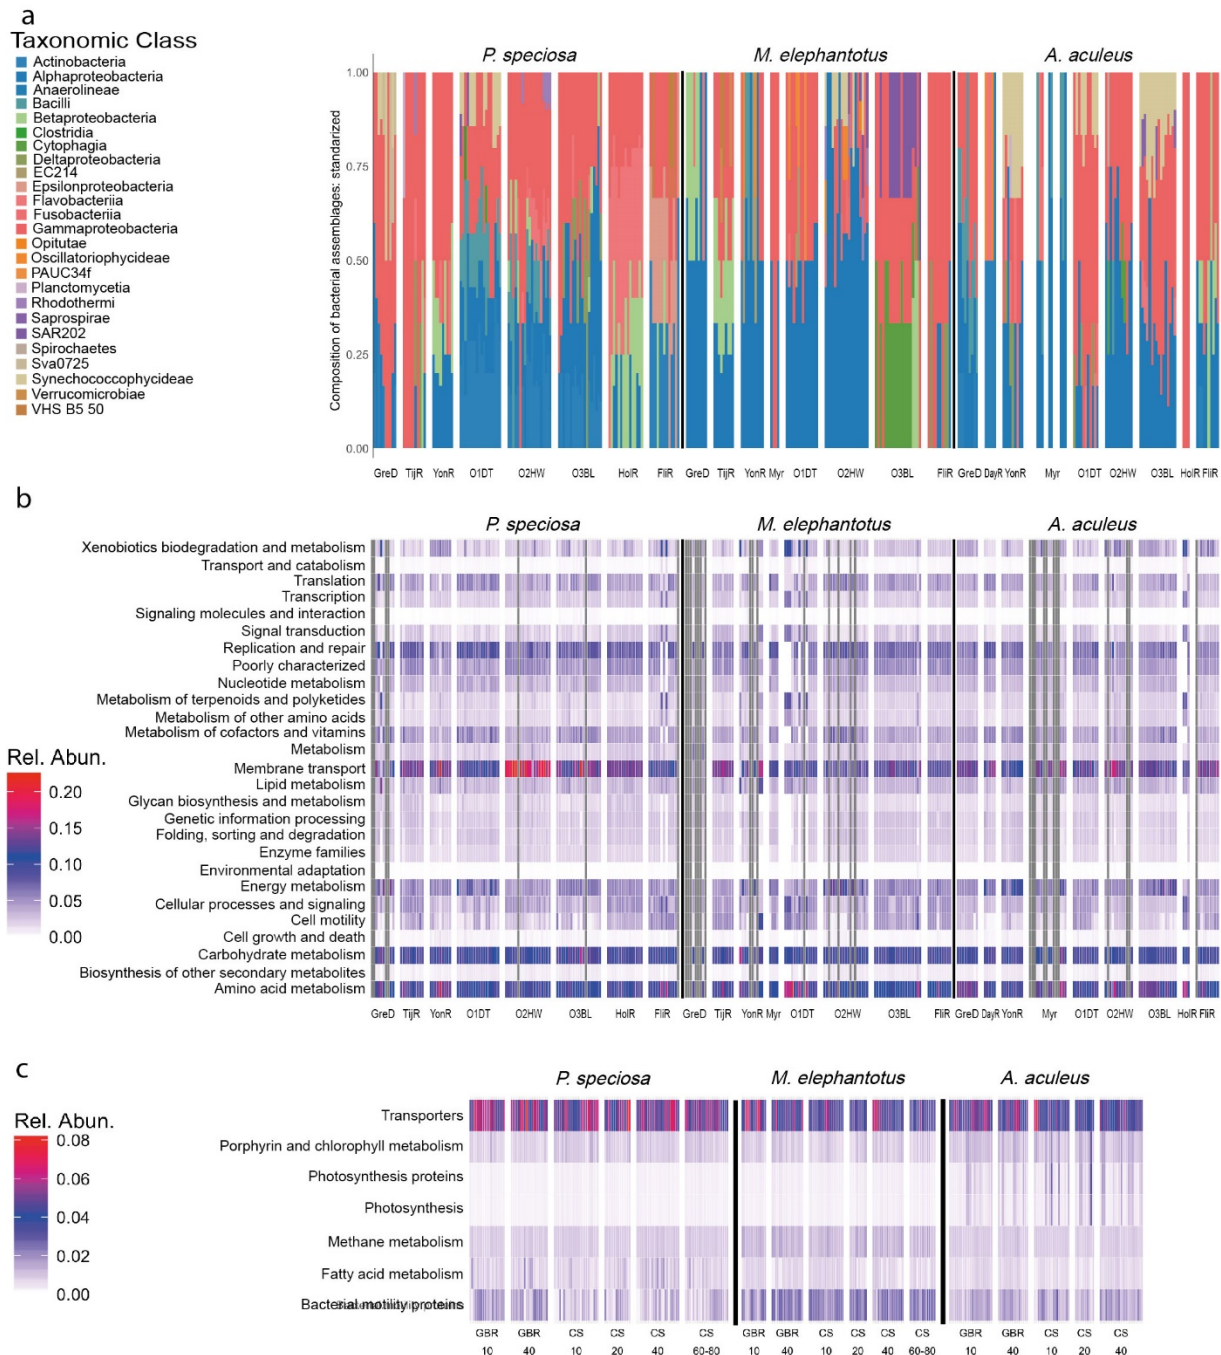 a
Taxonomic Class
Actinobacteria
Alphaproteobacteria
Anaerolineae
Bacilli
Betaproteobacteria
Clostridia
Cytophagia
Deltaproteobacteria
EC214
Epsilonproteobacteria
Flavobacteriia
Fusobacteriia
Gammaproteobacteria
Opitutae
Oscillatoriophycideae
PAUC34f
Planctomycetia
Rhodothermi
Saprospirae
SAR202
Spirochaetes
Sva0725
Synechococcophycideae
Verrucomicrobiae
VHS B5 50
P. speciosa M. elephantotus A. aculeus
Composition of bacterial assemblages: standarized
1.00
0.75
0.50
0.25
0.00
GreD TijR YonR O1DT O2HW O3BL HolR FliR GreD TijR YonR Myr O1DT O2HW O3BL FliR GreD DayR YonR Myr O1DT O2HW O3BL HolR FliR
b
P. speciosa M. elephantotus A. aculeus
Xenobiotics biodegradation and metabolism
Transport and catabolism
Translation
Transcription
Signaling molecules and interaction
Signal transduction
Replication and repair
Poorly characterized
Nucleotide metabolism
Metabolism of terpenoids and polyketides
Metabolism of other amino acids
Metabolism of cofactors and vitamins
Metabolism
Membrane transport
Lipid metabolism
Glycan biosynthesis and metabolism
Genetic information processing
Folding, sorting and degradation
Enzyme families
Environmental adaptation
Energy metabolism
Cellular processes and signaling
Cell motility
Cell growth and death
Carbohydrate metabolism
Biosynthesis of other secondary metabolites
Amino acid metabolism
Rel. Abun.
0.20
0.15
0.10
0.05
0.00
GreD TijR YonR O1DT O2HW O3BL HolR FliR GreD TijR YonR Myr O1DT O2HW O3BL FliR GreD DayR YonR Myr O1DT O2HW O3BL HolR FliR
c
P. speciosa M. elephantotus A. aculeus
Rel. Abun.
0.08
0.06
0.04
0.02
0.00
Transporters
Porphyrin and chlorophyll metabolism
Photosynthesis proteins
Photosynthesis
Methane metabolism
Fatty acid metabolism
Bacterial motility proteins
GBR GBR CS CS CS CS GBR GBR CS CS CS CS GBR GBR CS CS CS
10 40 10 20 40 60-80 10 40 10 20 40 60-80 10 40 10 20 40